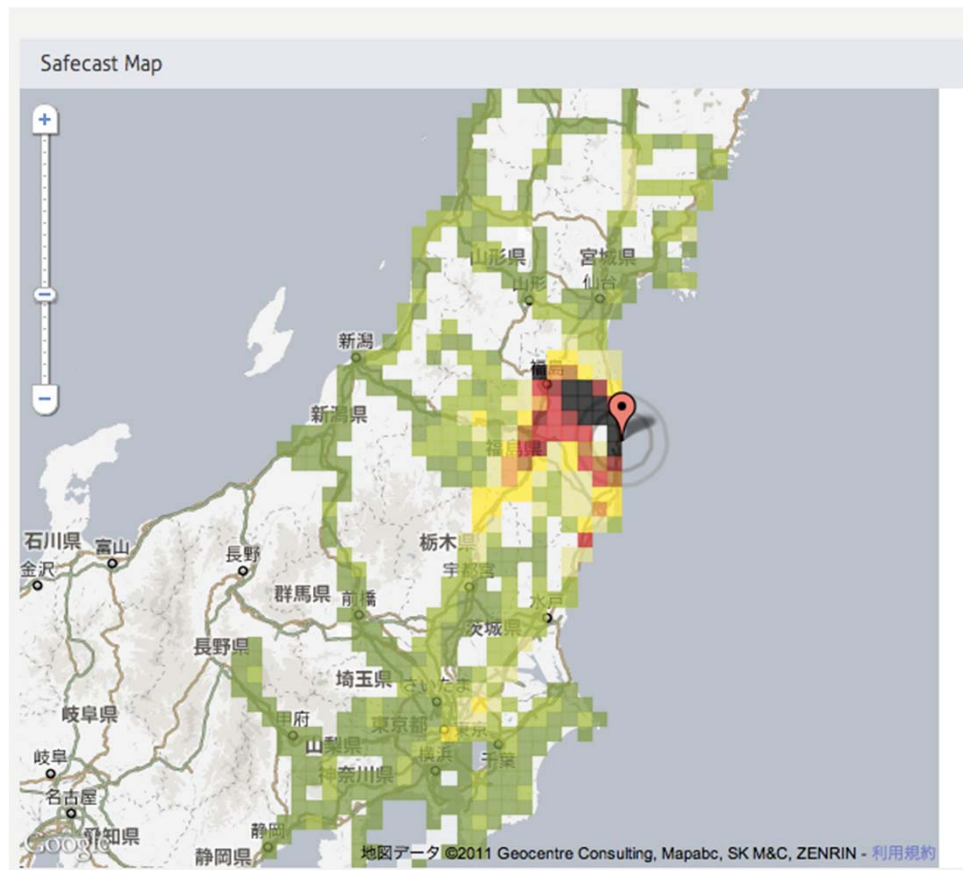 Safecast Map
山形県
宮城県
山形
仙台
新潟
福島
新潟県
福島県
石川県
富山
栃木県
金沢
長野
宇都宮
群馬県
前橋
水戸
茨城県
長野県
埼玉県
さいたま
岐阜県
甲府
東京都
東京
山梨県
岐阜
横浜
千葉
神奈川県
名古屋
静岡
愛知県
Google
静岡県
地図データ ©2011 Geocentre Consulting, Mapabc, SK M&C, ZENRIN - 利用規約